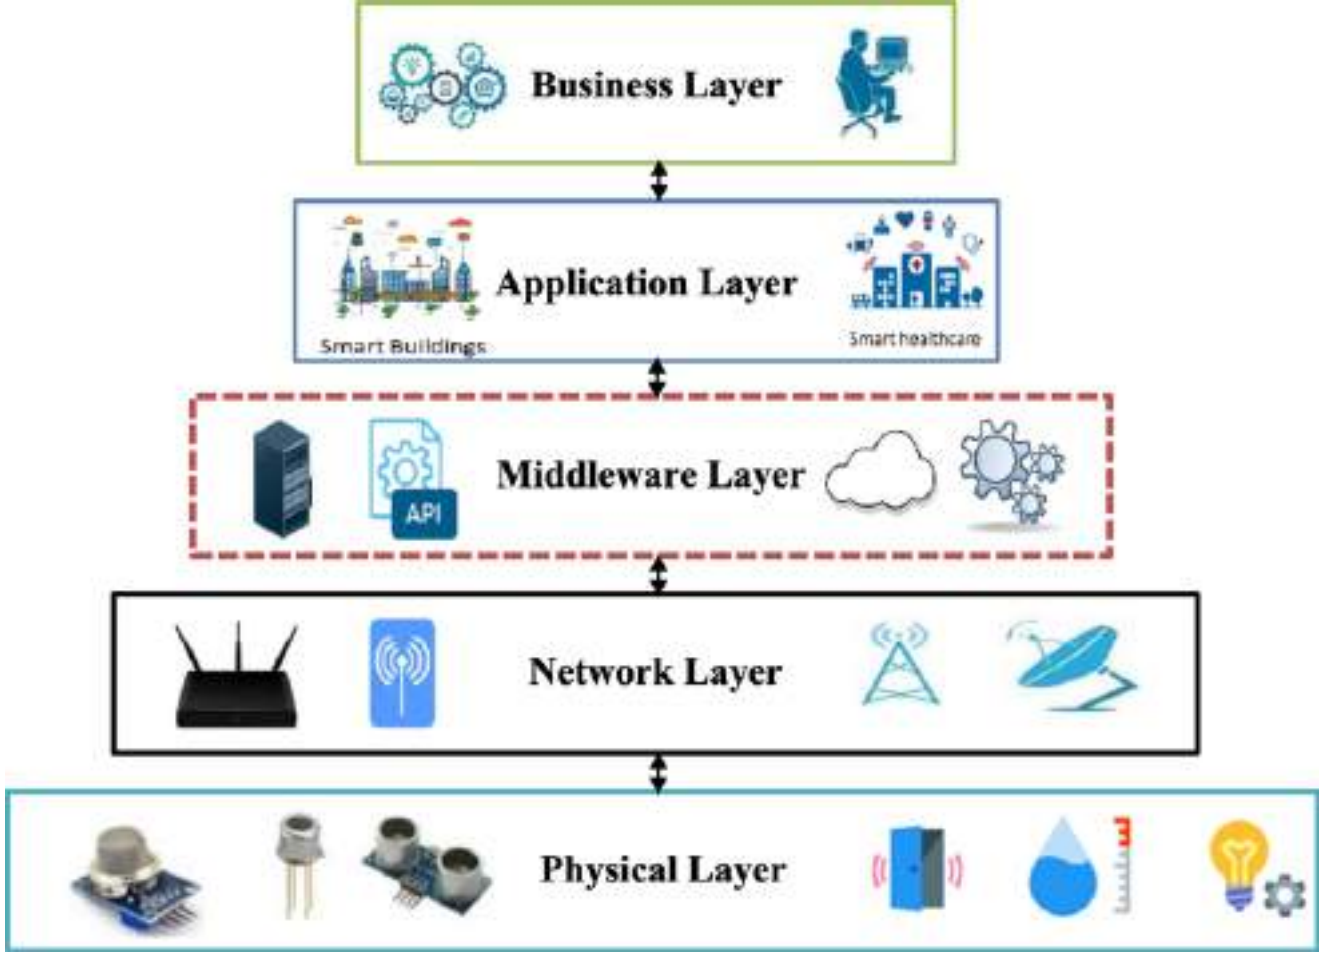 Business Layer
Application Layer
Smart Buildings
Smart healthcare
Middleware Layer
API
Network Layer
Physical Layer